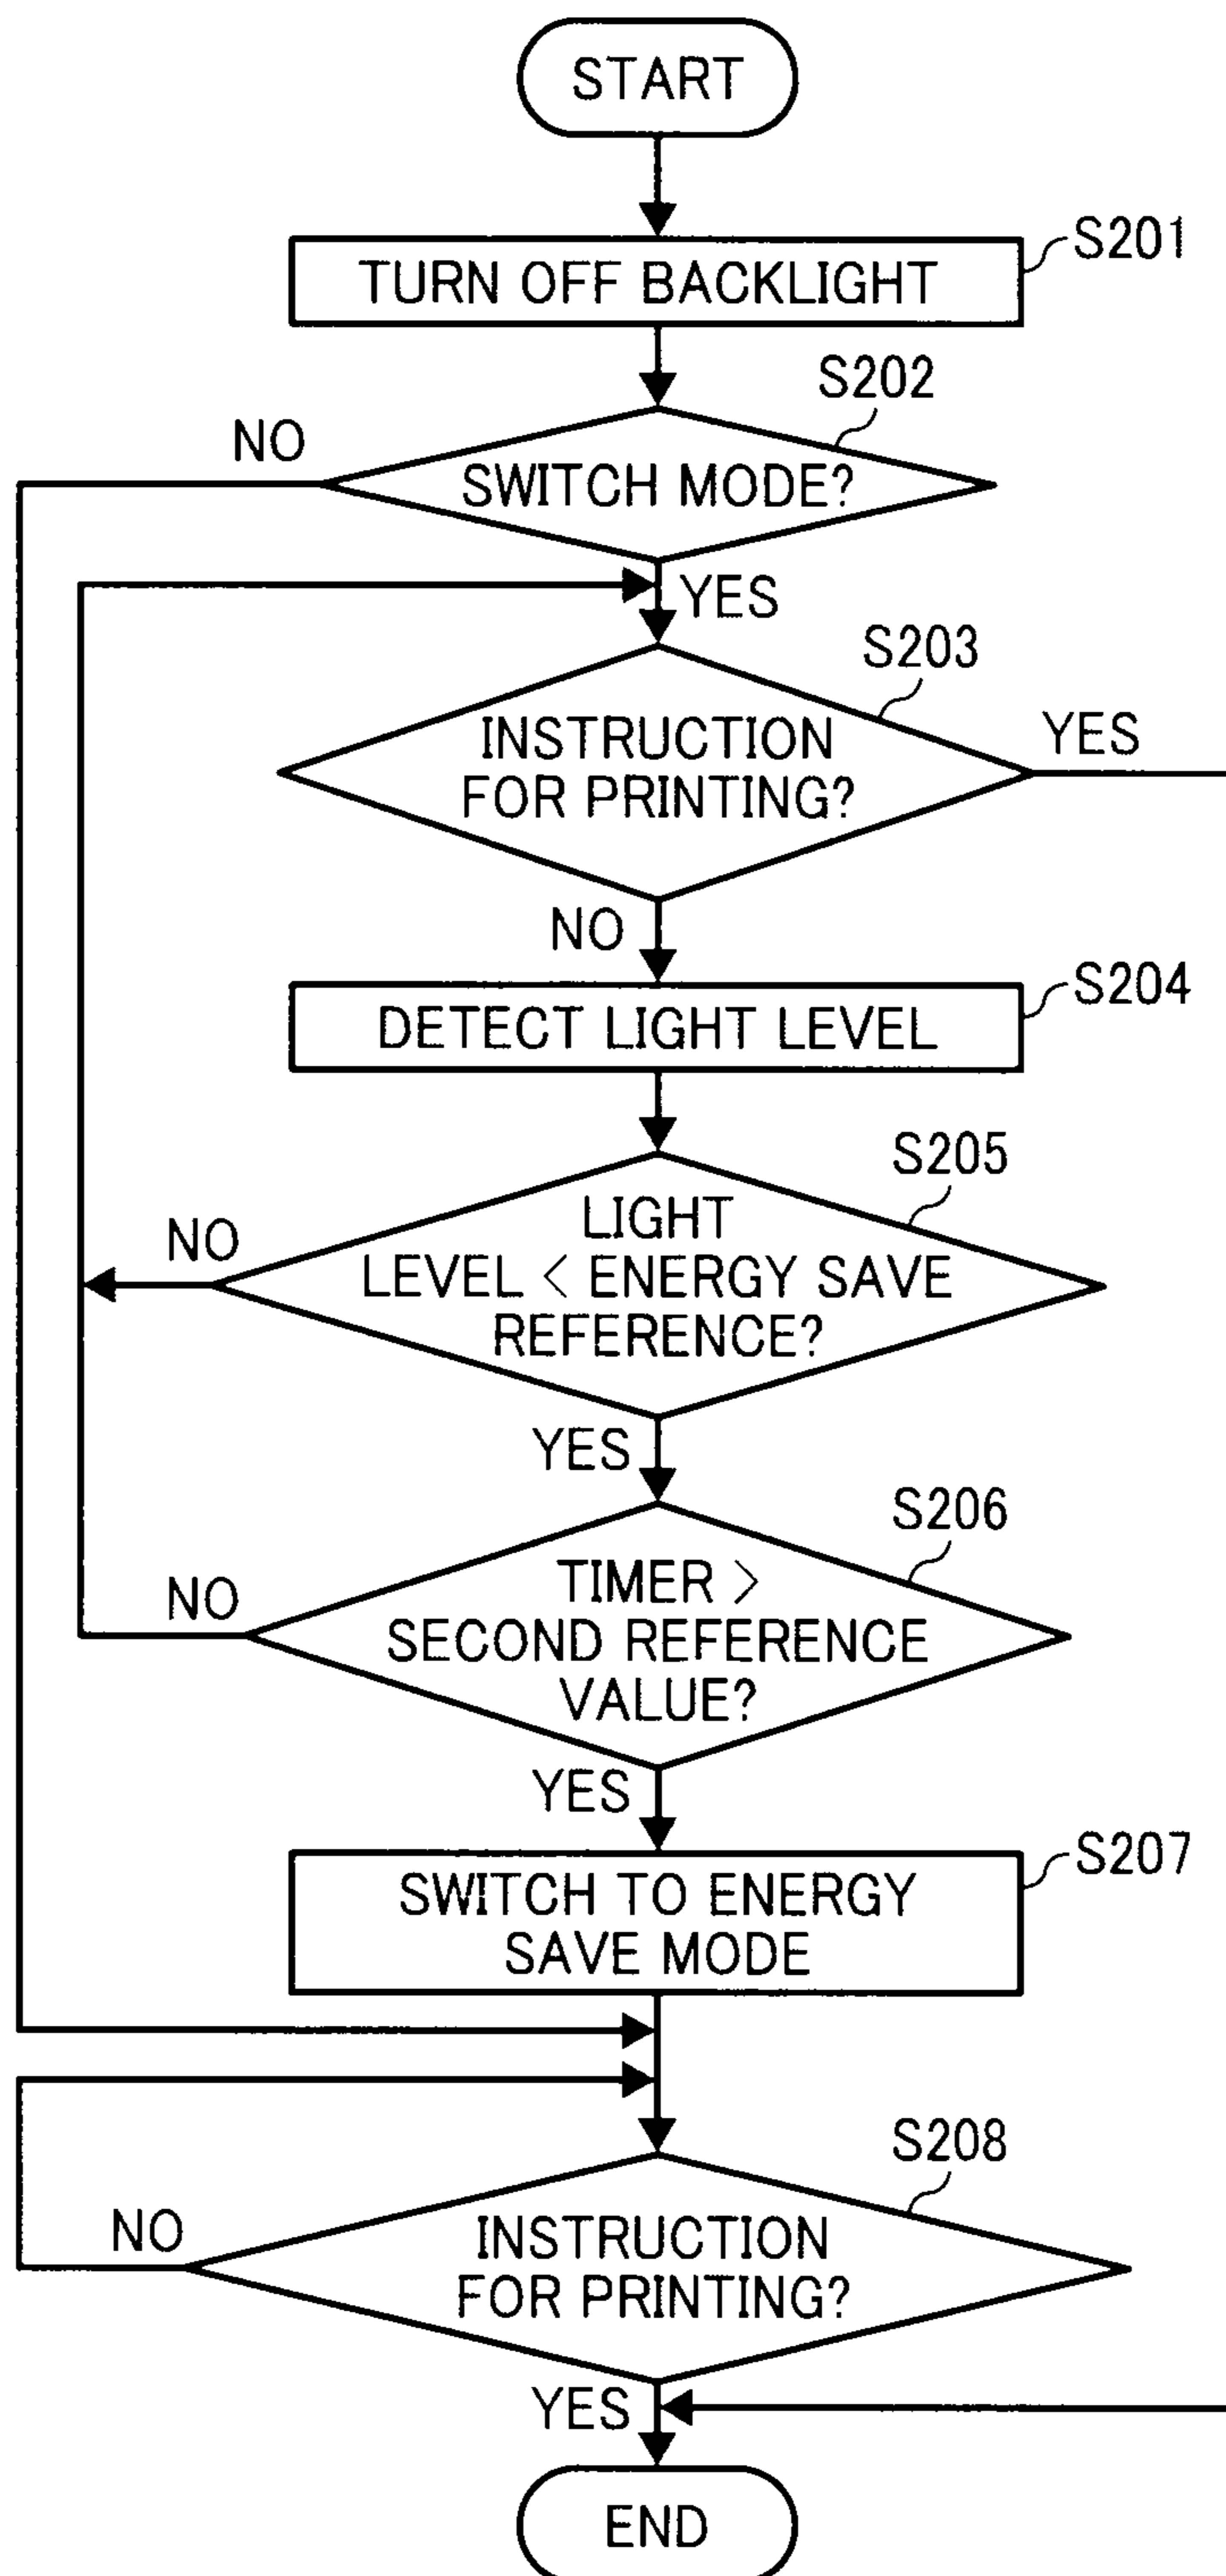 START
S201
TURN OFF BACKLIGHT
S202
NO
SWITCH MODE?
YES
S203
INSTRUCTION
FOR PRINTING?
YES
NO
S204
DETECT LIGHT LEVEL
S205
LIGHT
LEVEL < ENERGY SAVE
REFERENCE?
NO
YES
S206
TIMER >
SECOND REFERENCE
VALUE?
NO
YES
S207
SWITCH TO ENERGY
SAVE MODE
S208
INSTRUCTION
FOR PRINTING?
NO
YES
END